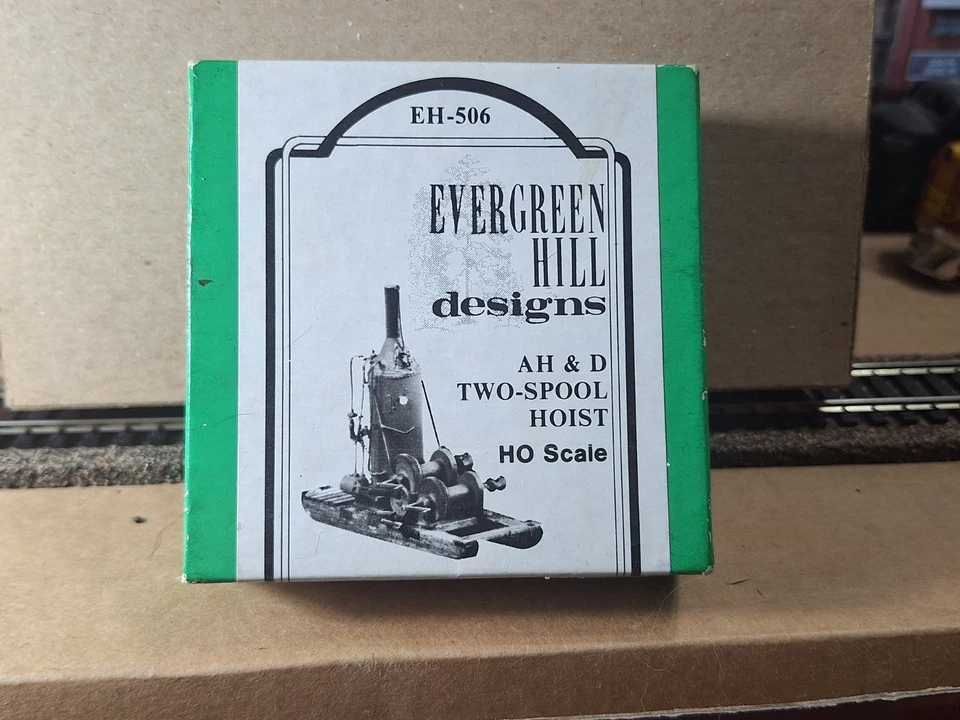 EH-506
EVERGREEN
HILL
designs
AH & D
TWO-SPOOL
HOIST
HO Scale